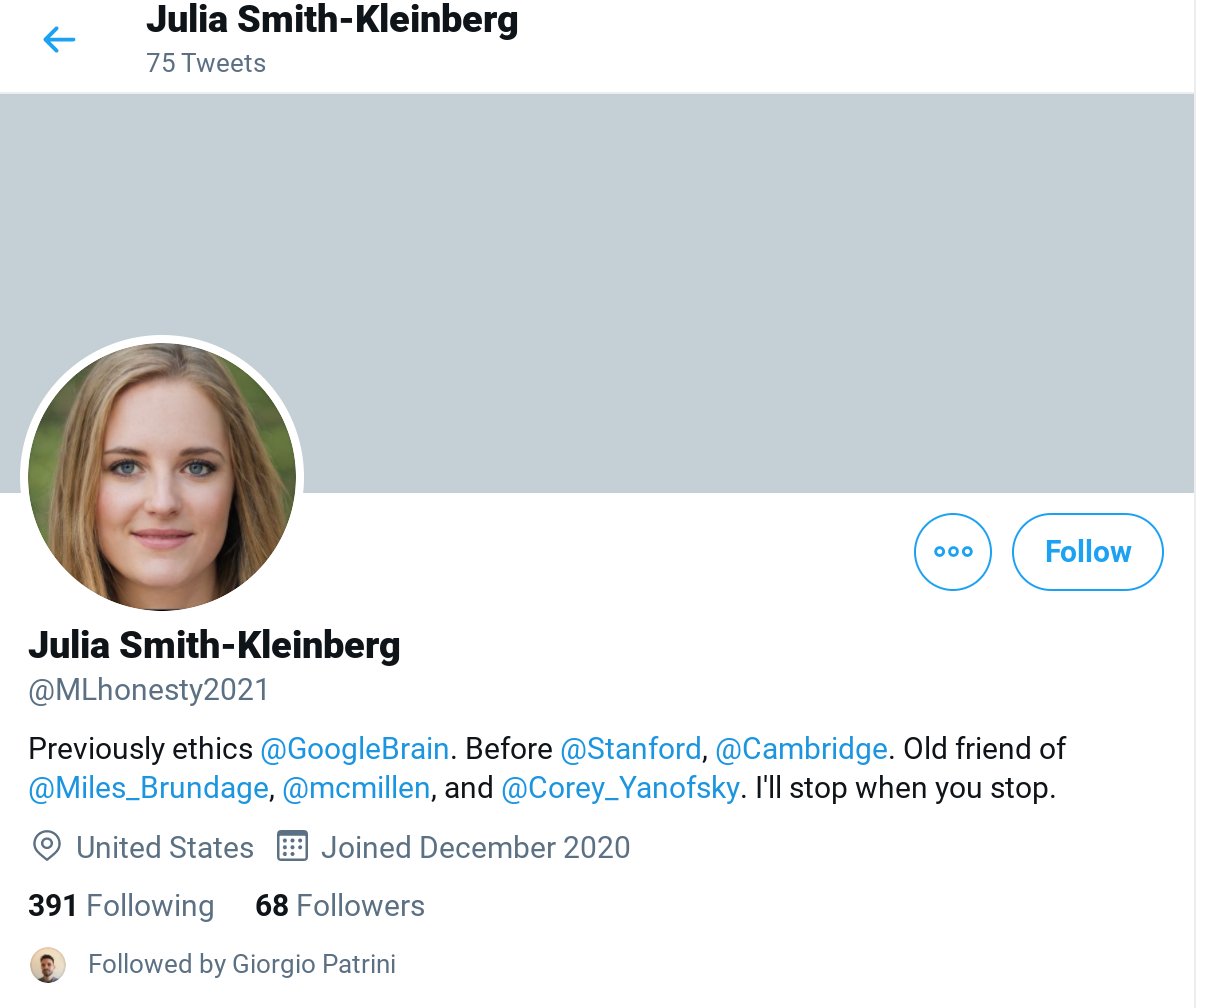 Julia Smith-Kleinberg
75 Tweets
Follow
Julia Smith-Kleinberg
@MLhonesty2021
Previously ethics @GoogleBrain. Before @Stanford, @Cambridge. Old friend of
@Miles_Brundage, @mcmillen, and @Corey_Yanofsky. I'll stop when you stop.
United States Joined December 2020
391 Following 68 Followers
Followed by Giorgio Patrini